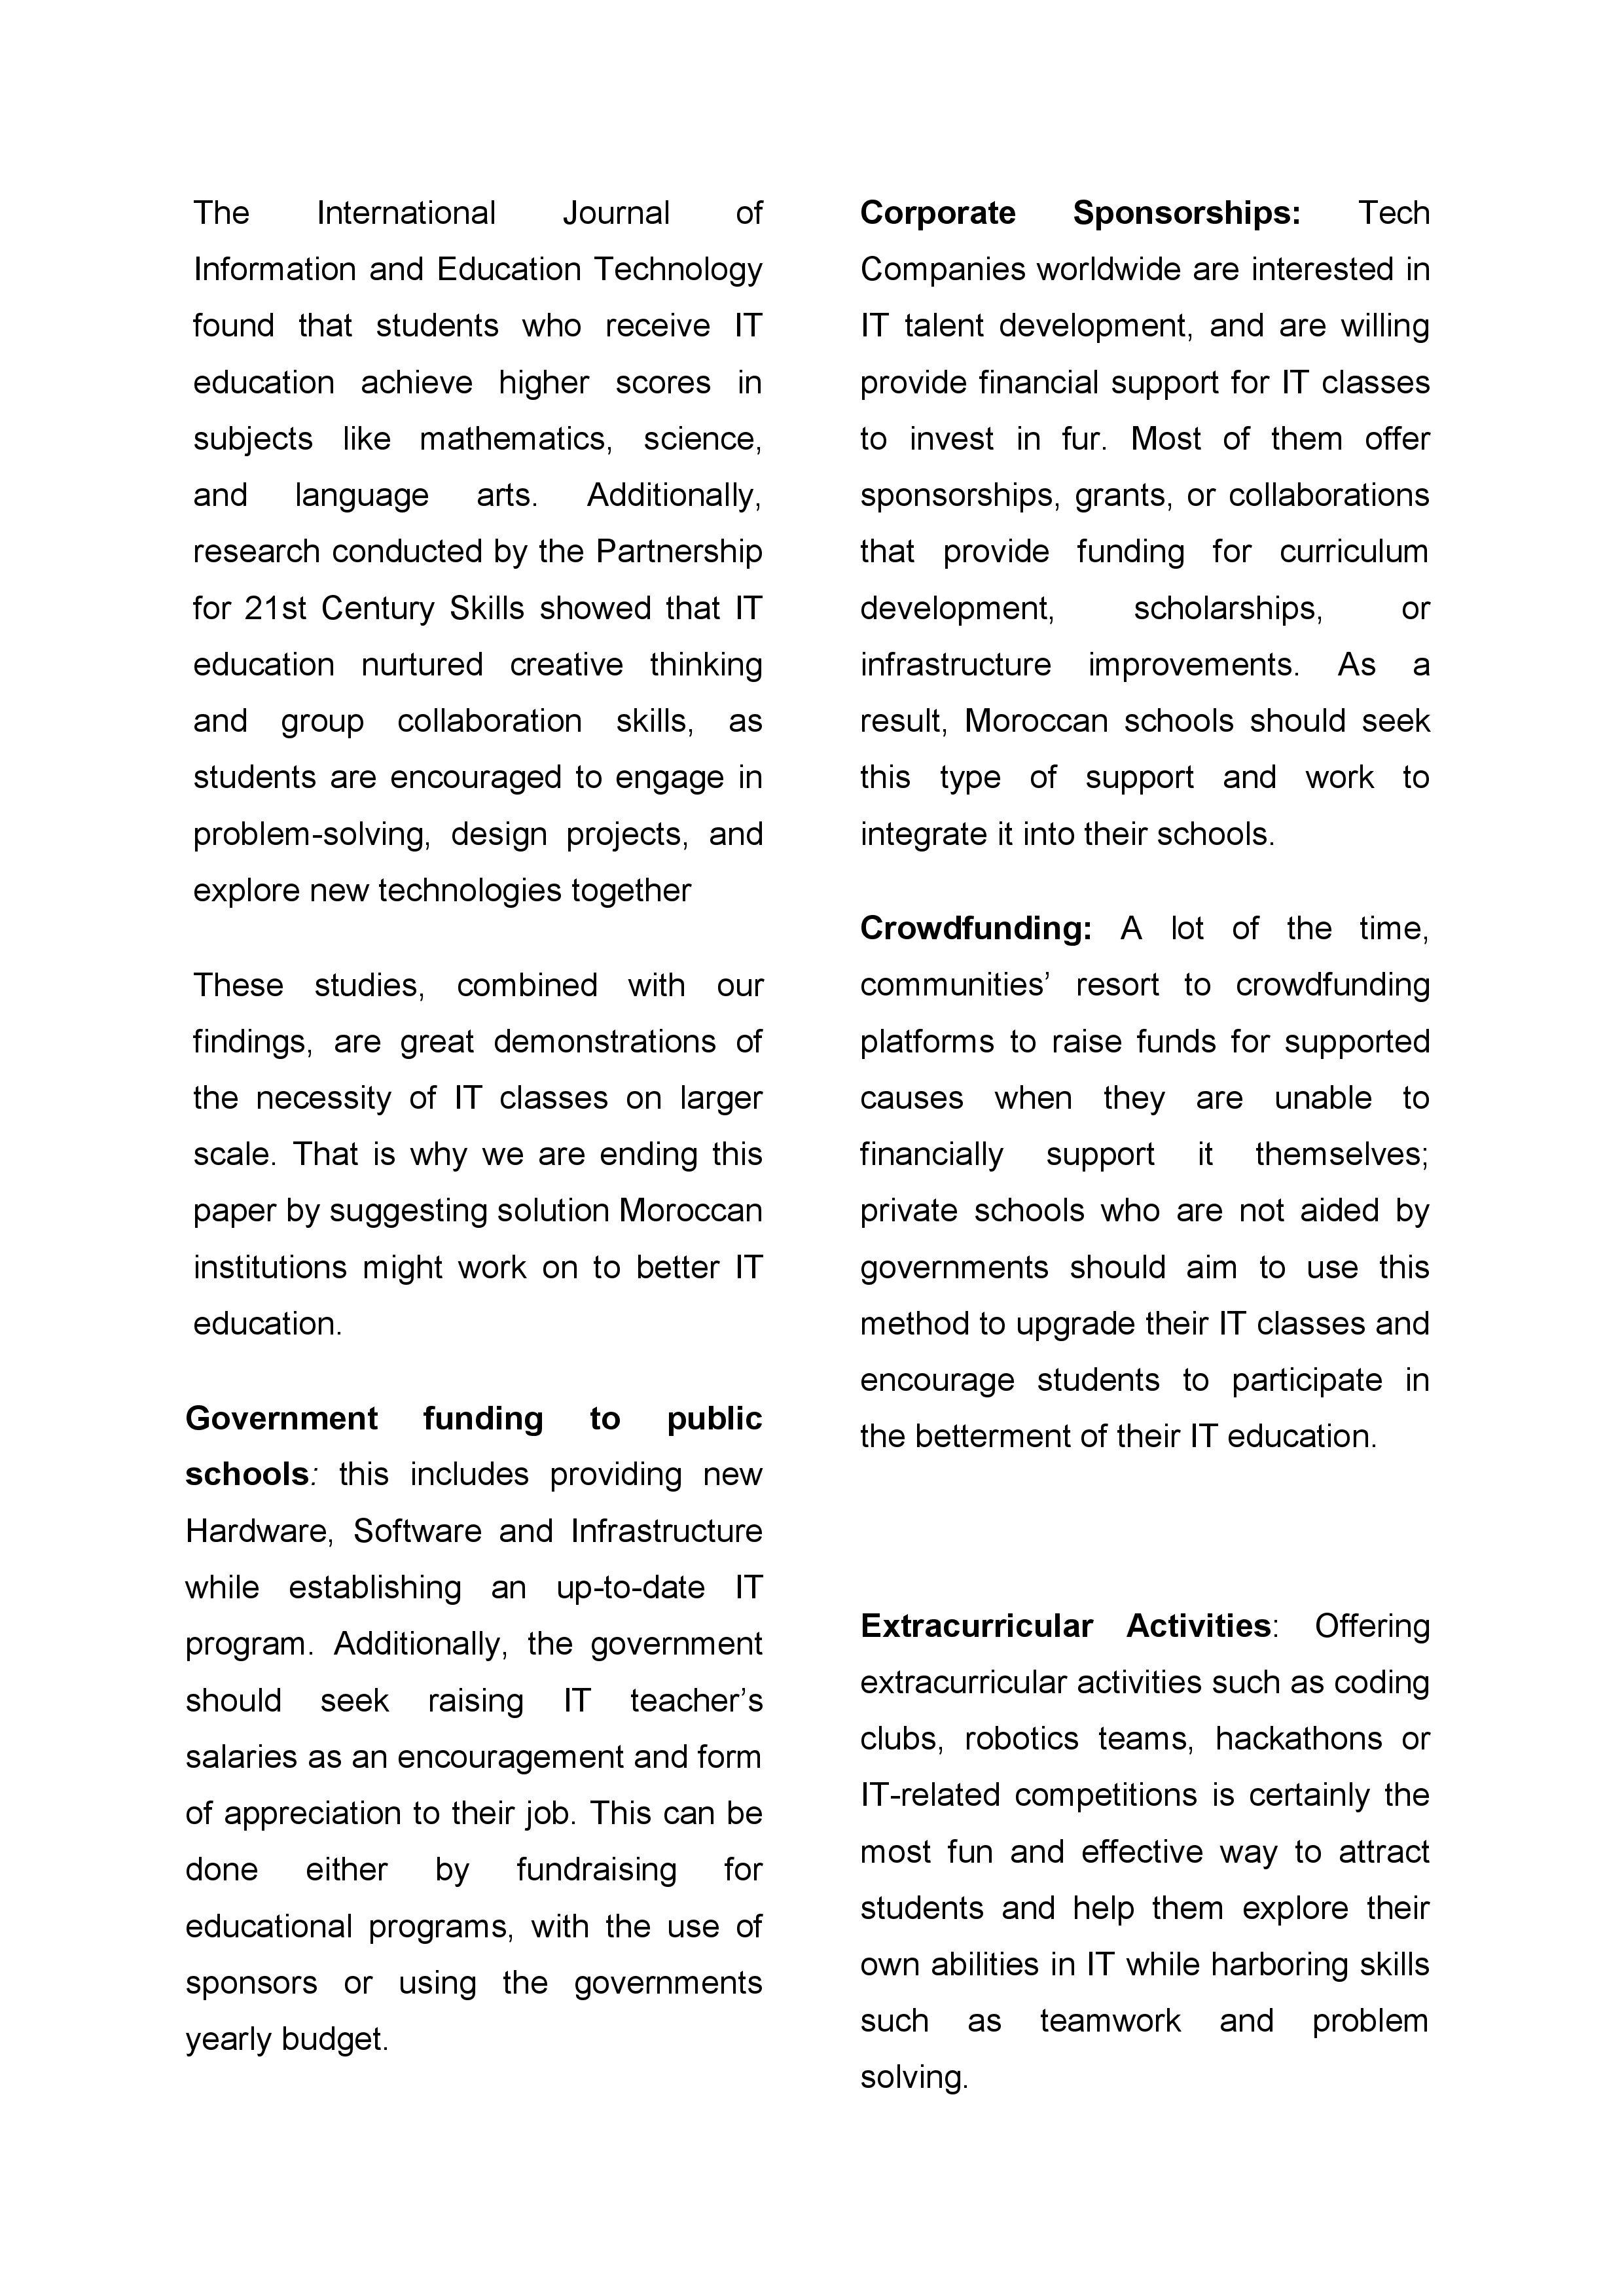 The International Journal of
Information and Education Technology
found that students who receive IT
education achieve higher scores in
subjects like mathematics, science,
and language arts. Additionally,
research conducted by the Partnership
for 21st Century Skills showed that IT
education nurtured creative thinking
and group collaboration skills, as
students are encouraged to engage in
problem-solving, design projects, and
explore new technologies together
These studies, combined with our
findings, are great demonstrations of
the necessity of IT classes on larger
scale. That is why we are ending this
paper by suggesting solution Moroccan
institutions might work on to better IT
education.
Government funding to public
schools: this includes providing new
Hardware, Software and Infrastructure
while establishing an up-to-date IT
program. Additionally, the government
should seek raising IT teacher’s
salaries as an encouragement and form
of appreciation to their job. This can be
done either by fundraising for
educational programs, with the use of
sponsors or using the governments
yearly budget.
Corporate Sponsorships: Tech
Companies worldwide are interested in
IT talent development, and are willing
provide financial support for IT classes
to invest in fur. Most of them offer
sponsorships, grants, or collaborations
that provide funding for curriculum
development, scholarships, or
infrastructure improvements. As a
result, Moroccan schools should seek
this type of support and work to
integrate it into their schools.
Crowdfunding: A lot of the time,
communities’ resort to crowdfunding
platforms to raise funds for supported
causes when they are unable to
financially support it themselves;
private schools who are not aided by
governments should aim to use this
method to upgrade their IT classes and
encourage students to participate in
the betterment of their IT education.
Extracurricular Activities: Offering
extracurricular activities such as coding
clubs, robotics teams, hackathons or
IT-related competitions is certainly the
most fun and effective way to attract
students and help them explore their
own abilities in IT while harboring skills
such as teamwork and problem
solving.